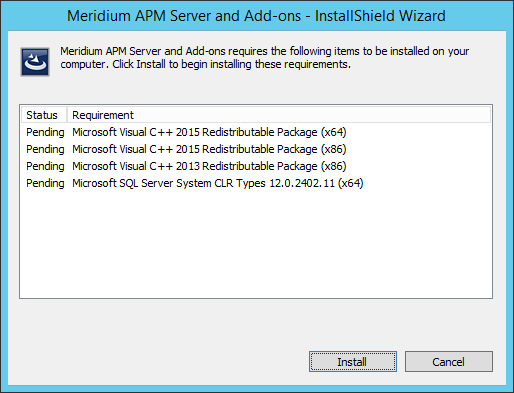 Meridium APM Server and Add-ons - InstallShield Wizard
Meridium APM Server and Add-ons requires the following items to be installed on your
computer. Click Install to begin installing these requirements.
Status Requirement
Pending Microsoft Visual C++ 2015 Redistributable Package (x64)
Pending Microsoft Visual C++ 2015 Redistributable Package (x86)
Pending Microsoft Visual C++ 2013 Redistributable Package (x86)
Pending Microsoft SQL Server System CLR Types 12.0.2402.11 (x64)
Install Cancel